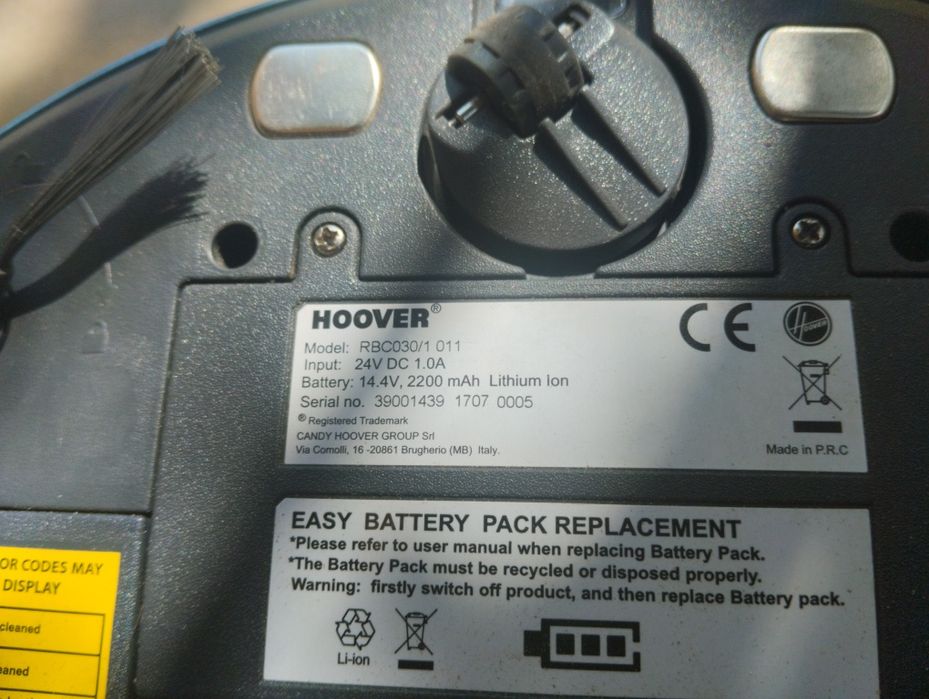 HOOVER®
Model: RBC030/1 011
Input: 24V DC 1.0A
Battery: 14.4V, 2200 mAh Lithium Ion
Serial no. 39001439 1707 0005
® Registered Trademark
CANDY HOOVER GROUP Srl
Via Comolli, 16 -20861 Brugherio (MB) Italy.
CE
HOOVER
Made in P.R.C
EASY BATTERY PACK REPLACEMENT
*Please refer to user manual when replacing Battery Pack.
*The Battery Pack must be recycled or disposed properly.
Warning: firstly switch off product, and then replace Battery pack.
Li-ion
OR CODES MAY
DISPLAY
cleaned
eaned